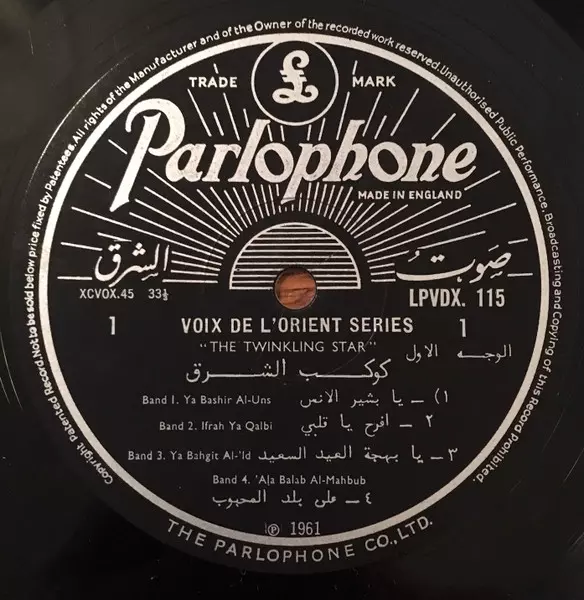 Copyright Patented Record. Not to be sold below price fixed by Patentees. All rights of the Manufacturer and of the Owner of the recorded work reserved. Unauthorised Public Performance, Broadcasting and Copying of this Record Prohibited.
£
TRADE MARK
Parlophone
MADE IN ENGLAND
صوت الشرق
XCVOX.45 33⅓
LPVDX. 115
1 VOIX DE L'ORIENT SERIES 1
"THE TWINKLING STAR" الوجه الاول
كوكب الشرق
Band 1. Ya Bashir Al-Uns ١) – يا بشير الانس
Band 2. Ifrah Ya Qalbi ٢ – افرح يا قلبي
Band 3. Ya Bahgit Al-'Id ٣ – يا بهجة العيد السعيد
Band 4. 'Ala Balab Al-Mahbub
٤ – على بلد المحبوب
℗ 1961
THE PARLOPHONE CO., LTD.